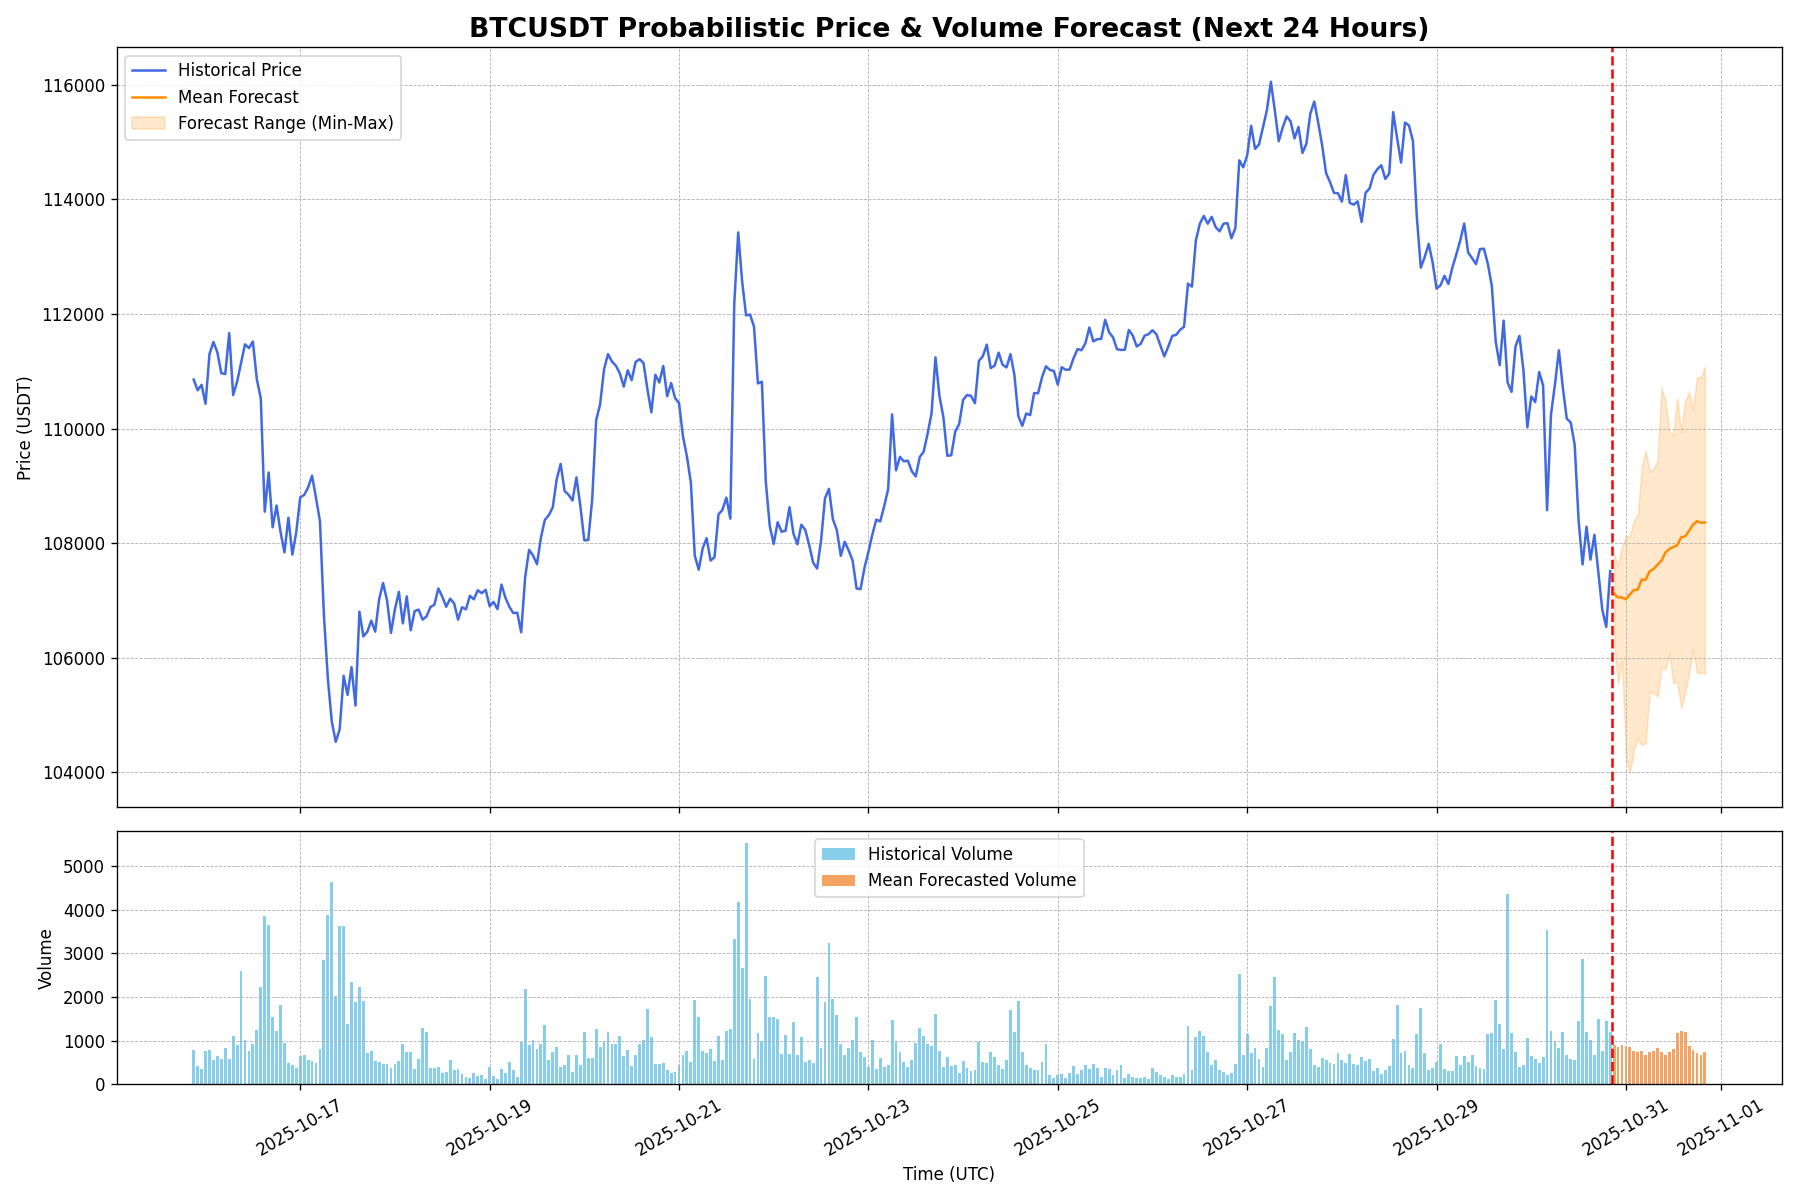 BTCUSDT Probabilistic Price & Volume Forecast (Next 24 Hours)
Historical Price
Mean Forecast
Forecast Range (Min-Max)
116000
114000
112000
110000
108000
106000
104000
Price (USDT)
Historical Volume
Mean Forecasted Volume
5000
4000
3000
2000
1000
0
Volume
2025-10-17
2025-10-19
2025-10-21
2025-10-23
2025-10-25
2025-10-27
2025-10-29
2025-10-31
2025-11-01
Time (UTC)